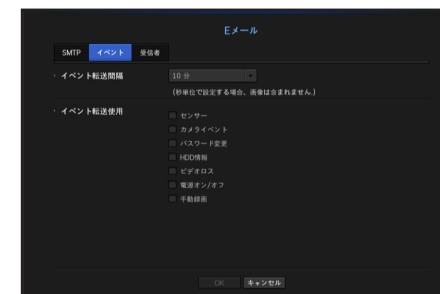 Eメール
SMTP イベント 受信者
・ イベント転送間隔 10 分
(秒単位で設定する場合、画像は含まれません。)
・ イベント転送使用
センサー
カメライベント
パスワード変更
HDD情報
ビデオロス
電源オン/オフ
手動録画
OK キャンセル